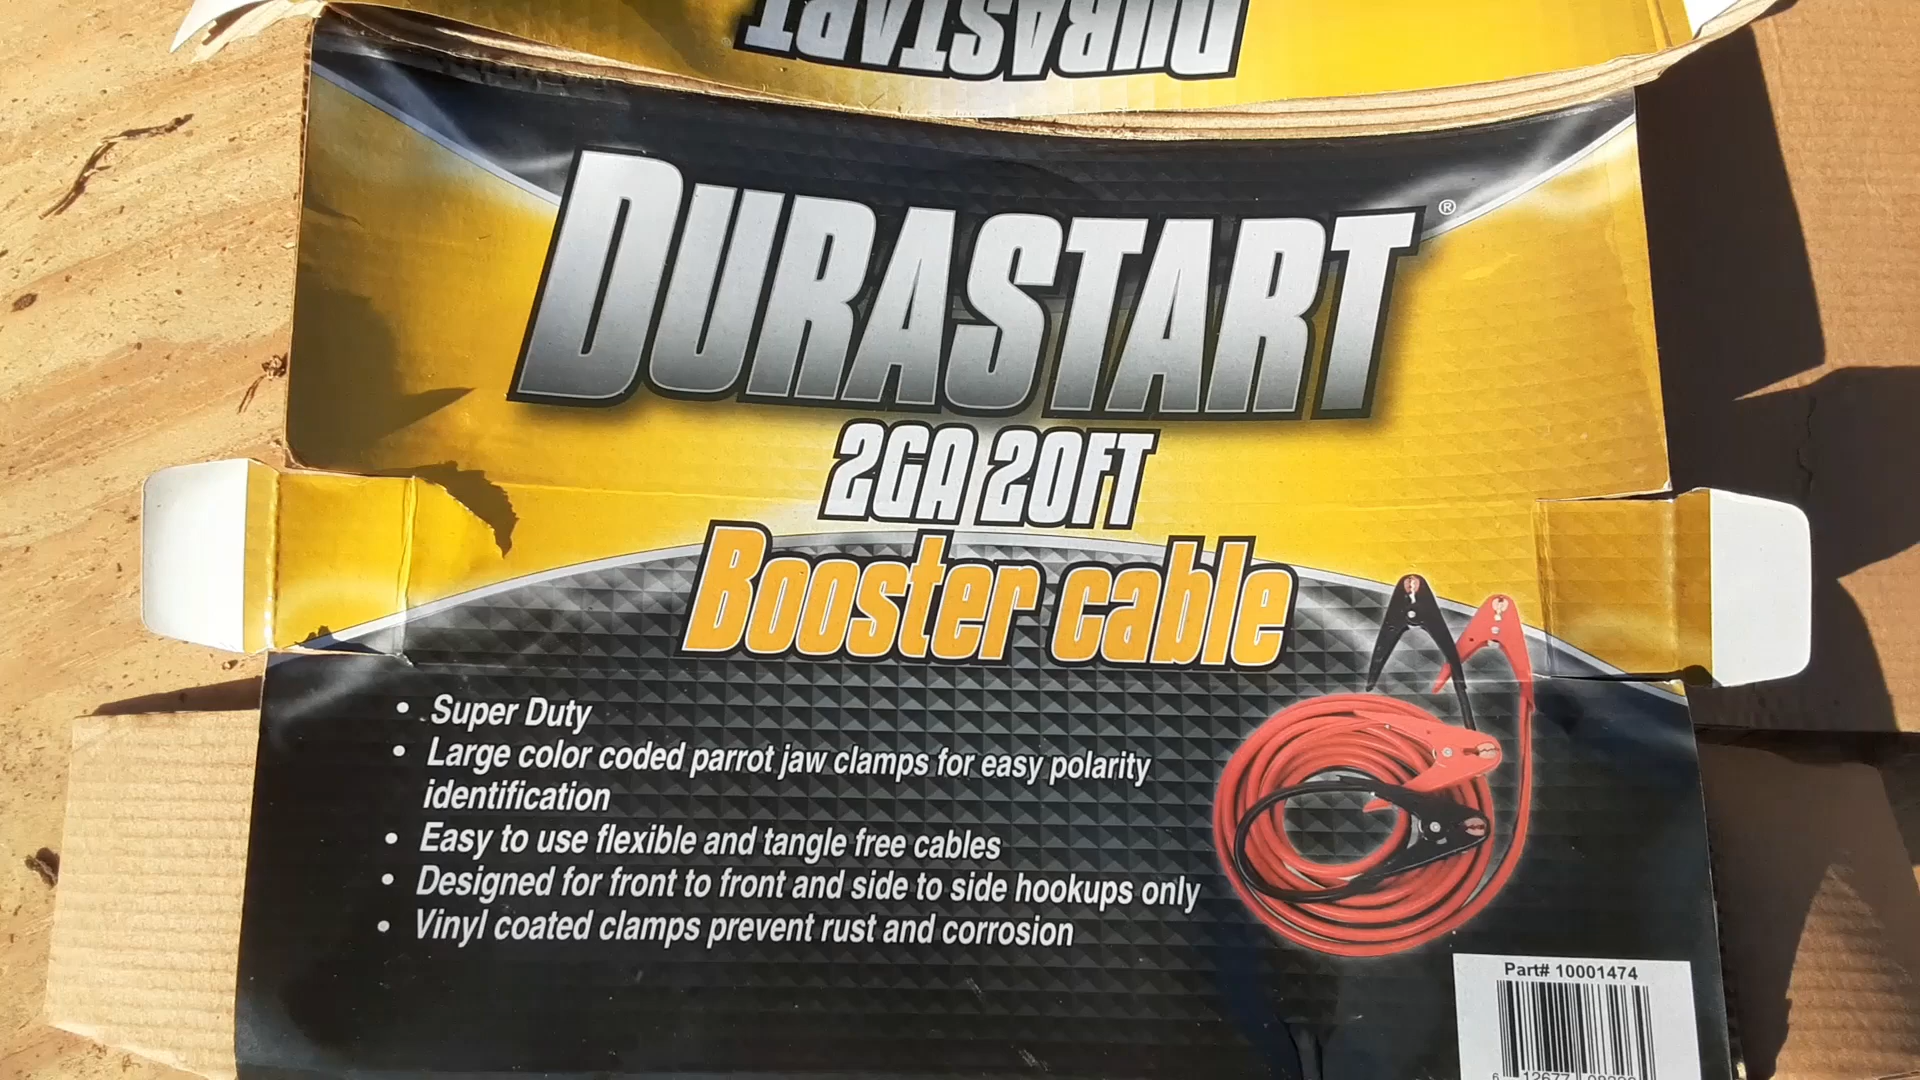 DURASTART
DURASTART®
2GA 20FT
Booster cable
• Super Duty
• Large color coded parrot jaw clamps for easy polarity
identification
• Easy to use flexible and tangle free cables
• Designed for front to front and side to side hookups only
• Vinyl coated clamps prevent rust and corrosion
Part# 10001474
6 12677